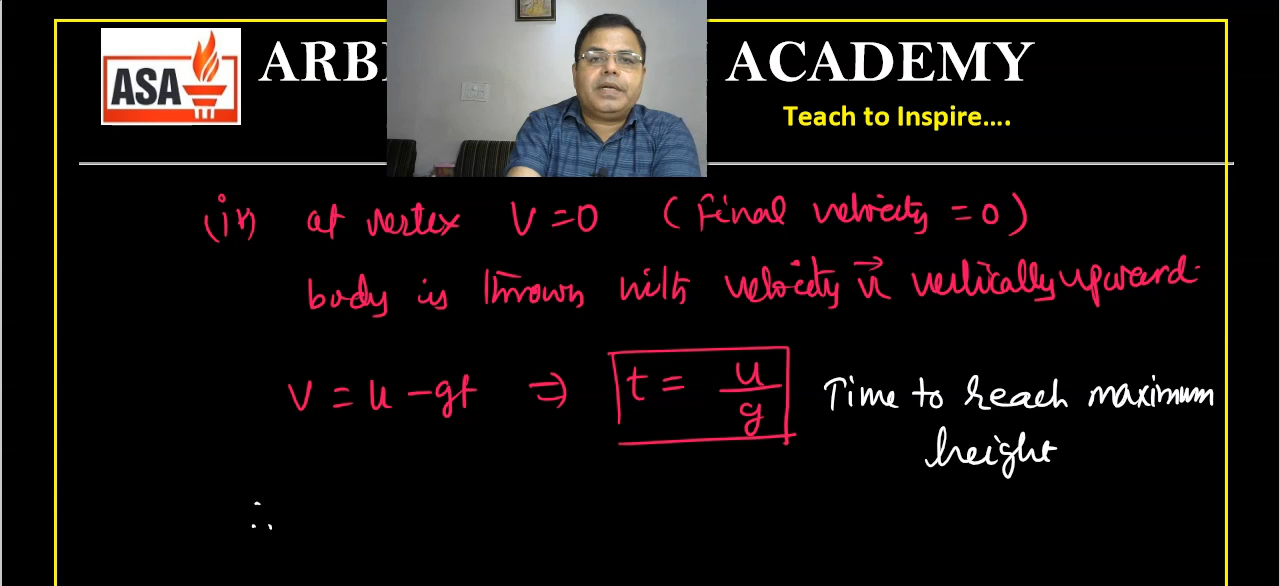 ASA
ARBI ACADEMY
Teach to Inspire....
(iv) at vertex V = 0 (Final velocity = 0)
body is thrown with velocity u⃗ vertically upward.
V = u - gt ⇒ t = u/g Time to reach maximum
height
∴